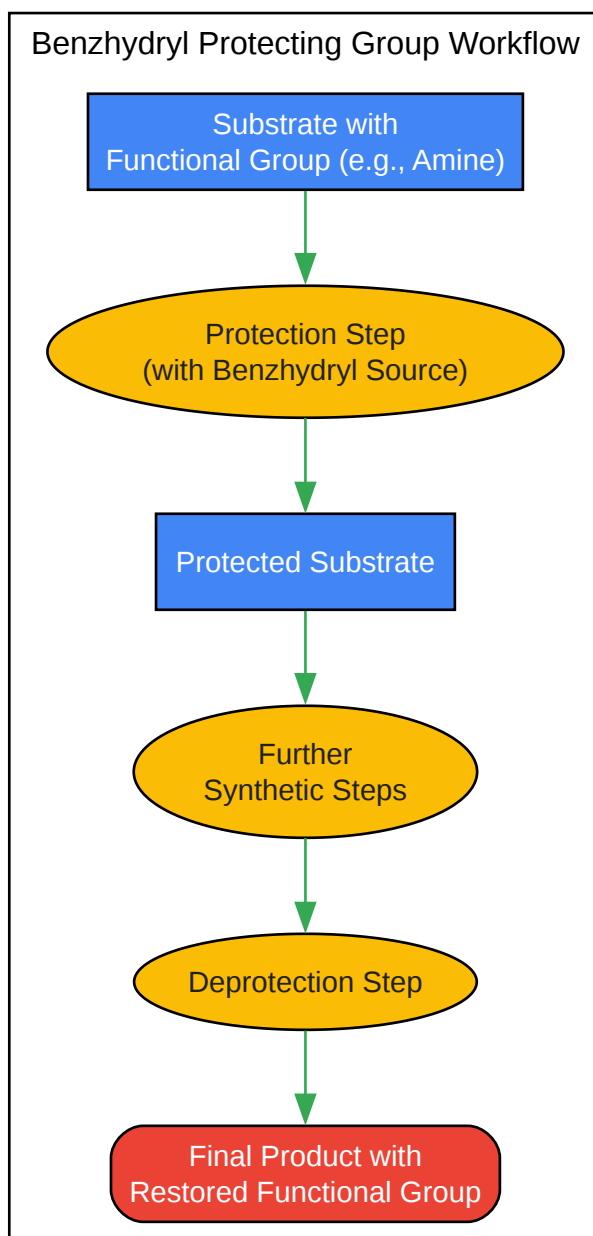 Benzhydryl Protecting Group Workflow
Substrate with
Functional Group (e.g., Amine)
Protection Step
(with Benzhydryl Source)
Protected Substrate
Further
Synthetic Steps
Deprotection Step
Final Product with
Restored Functional Group